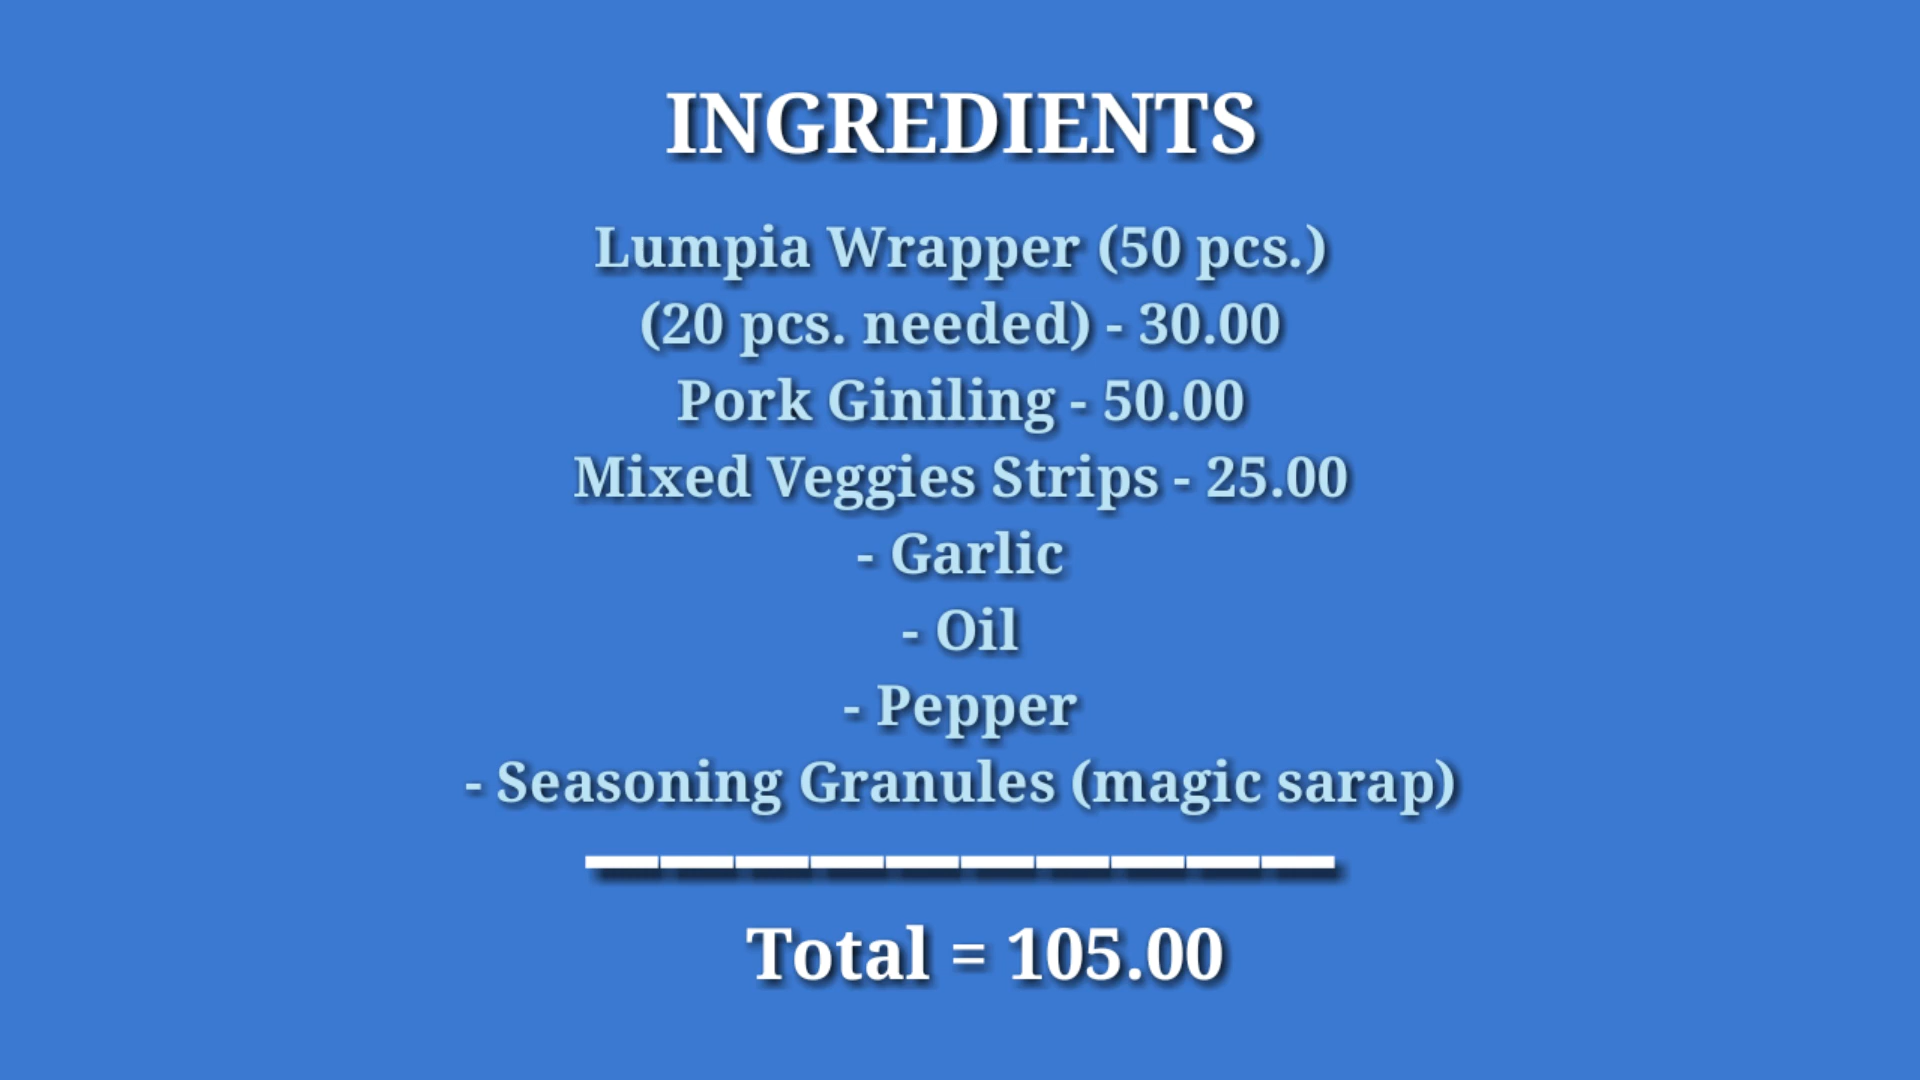 INGREDIENTS
Lumpia Wrapper (50 pcs.)
(20 pcs. needed) - 30.00
Pork Giniling - 50.00
Mixed Veggies Strips - 25.00
- Garlic
- Oil
- Pepper
- Seasoning Granules (magic sarap)
Total = 105.00